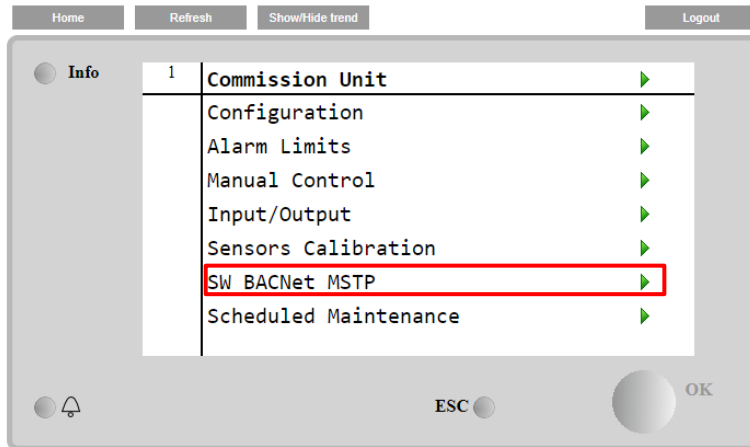 Home Refresh Show/Hide trend Logout
Info
1 Commission Unit
Configuration
Alarm Limits
Manual Control
Input/Output
Sensors Calibration
SW BACNet MSTP
Scheduled Maintenance
ESC OK